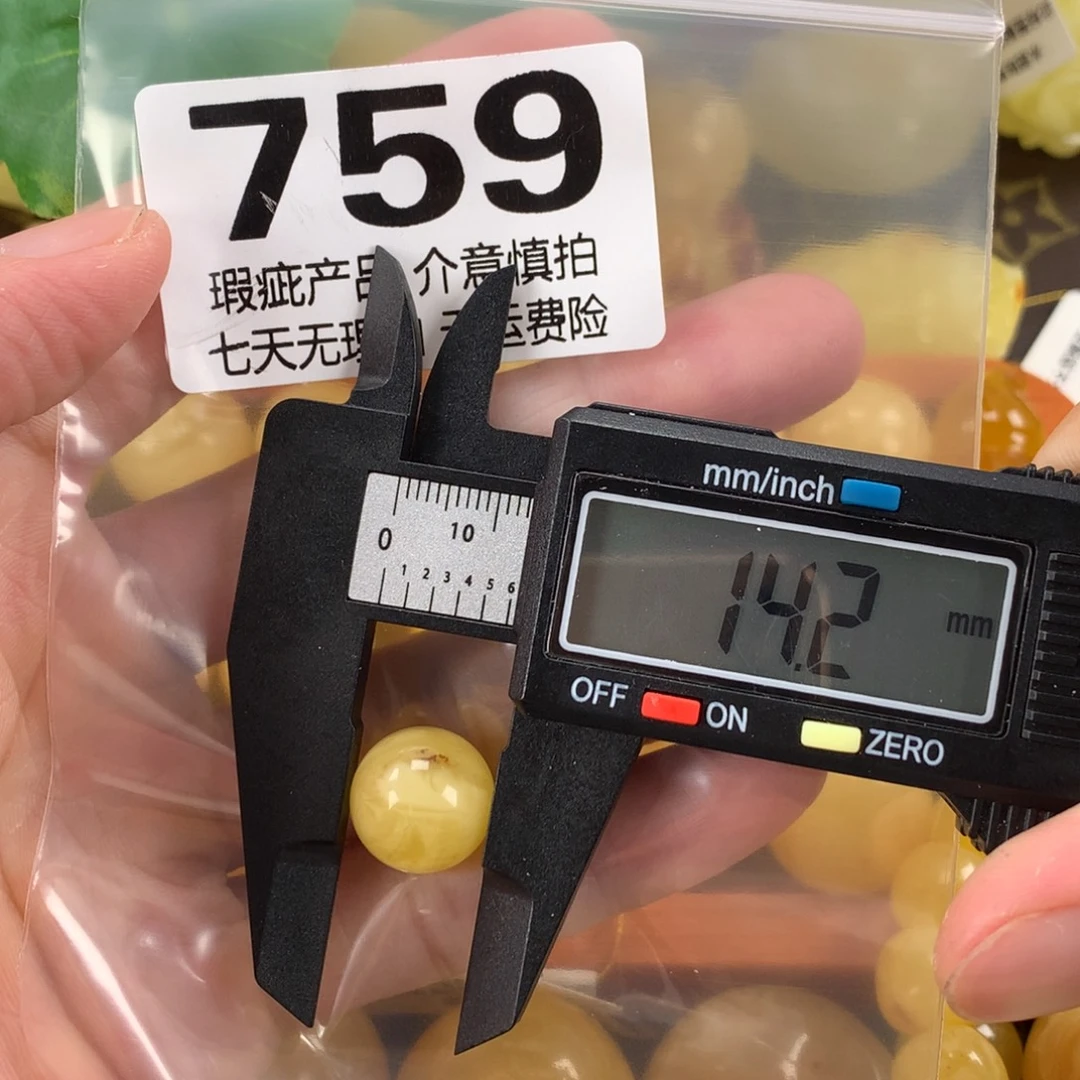 759
瑕疵产品 介意慎拍
七天无理 运费险
mm/inch
0 10
1 2 3 4 5 6
14.2 mm
OFF ON ZERO